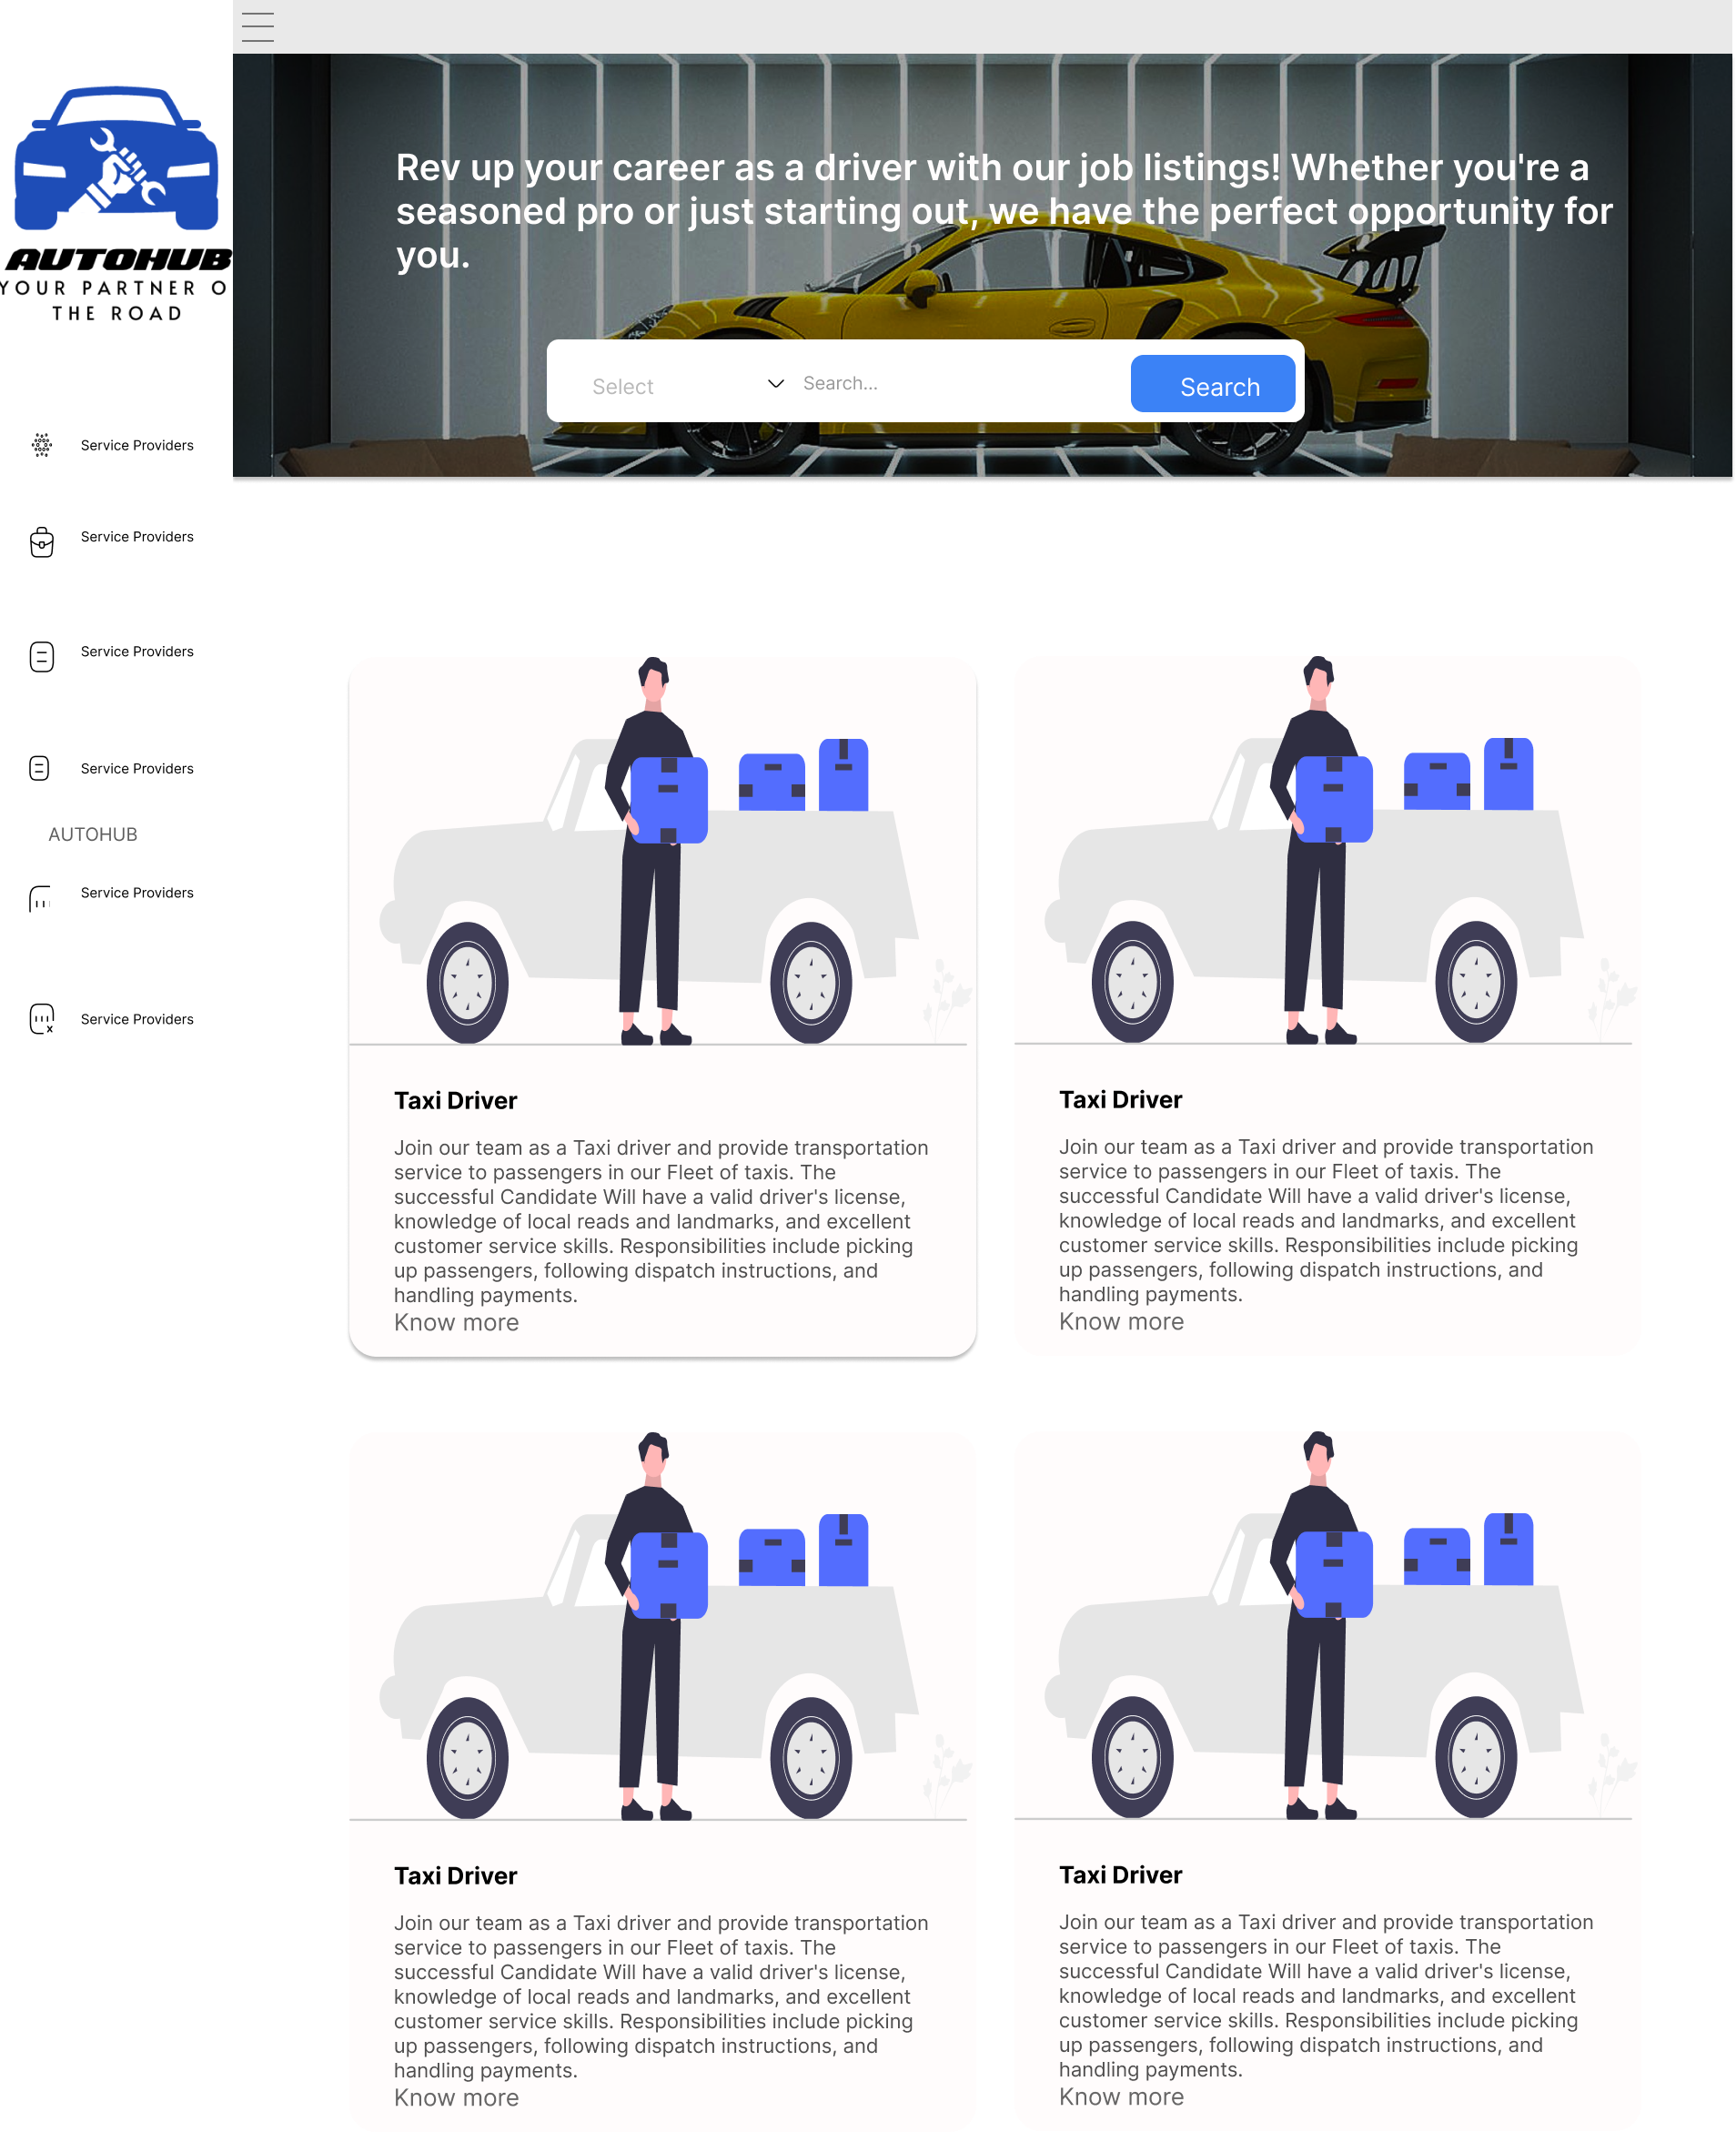 AUTOHUB
YOUR PARTNER O
THE ROAD
Service Providers
Service Providers
Service Providers
Service Providers
AUTOHUB
Service Providers
Service Providers
Rev up your career as a driver with our job listings! Whether you're a
seasoned pro or just starting out, we have the perfect opportunity for
you.
Select
Search...
Search
Taxi Driver
Join our team as a Taxi driver and provide transportation
service to passengers in our Fleet of taxis. The
successful Candidate Will have a valid driver's license,
knowledge of local reads and landmarks, and excellent
customer service skills. Responsibilities include picking
up passengers, following dispatch instructions, and
handling payments.
Know more
Taxi Driver
Join our team as a Taxi driver and provide transportation
service to passengers in our Fleet of taxis. The
successful Candidate Will have a valid driver's license,
knowledge of local reads and landmarks, and excellent
customer service skills. Responsibilities include picking
up passengers, following dispatch instructions, and
handling payments.
Know more
Taxi Driver
Join our team as a Taxi driver and provide transportation
service to passengers in our Fleet of taxis. The
successful Candidate Will have a valid driver's license,
knowledge of local reads and landmarks, and excellent
customer service skills. Responsibilities include picking
up passengers, following dispatch instructions, and
handling payments.
Know more
Taxi Driver
Join our team as a Taxi driver and provide transportation
service to passengers in our Fleet of taxis. The
successful Candidate Will have a valid driver's license,
knowledge of local reads and landmarks, and excellent
customer service skills. Responsibilities include picking
up passengers, following dispatch instructions, and
handling payments.
Know more